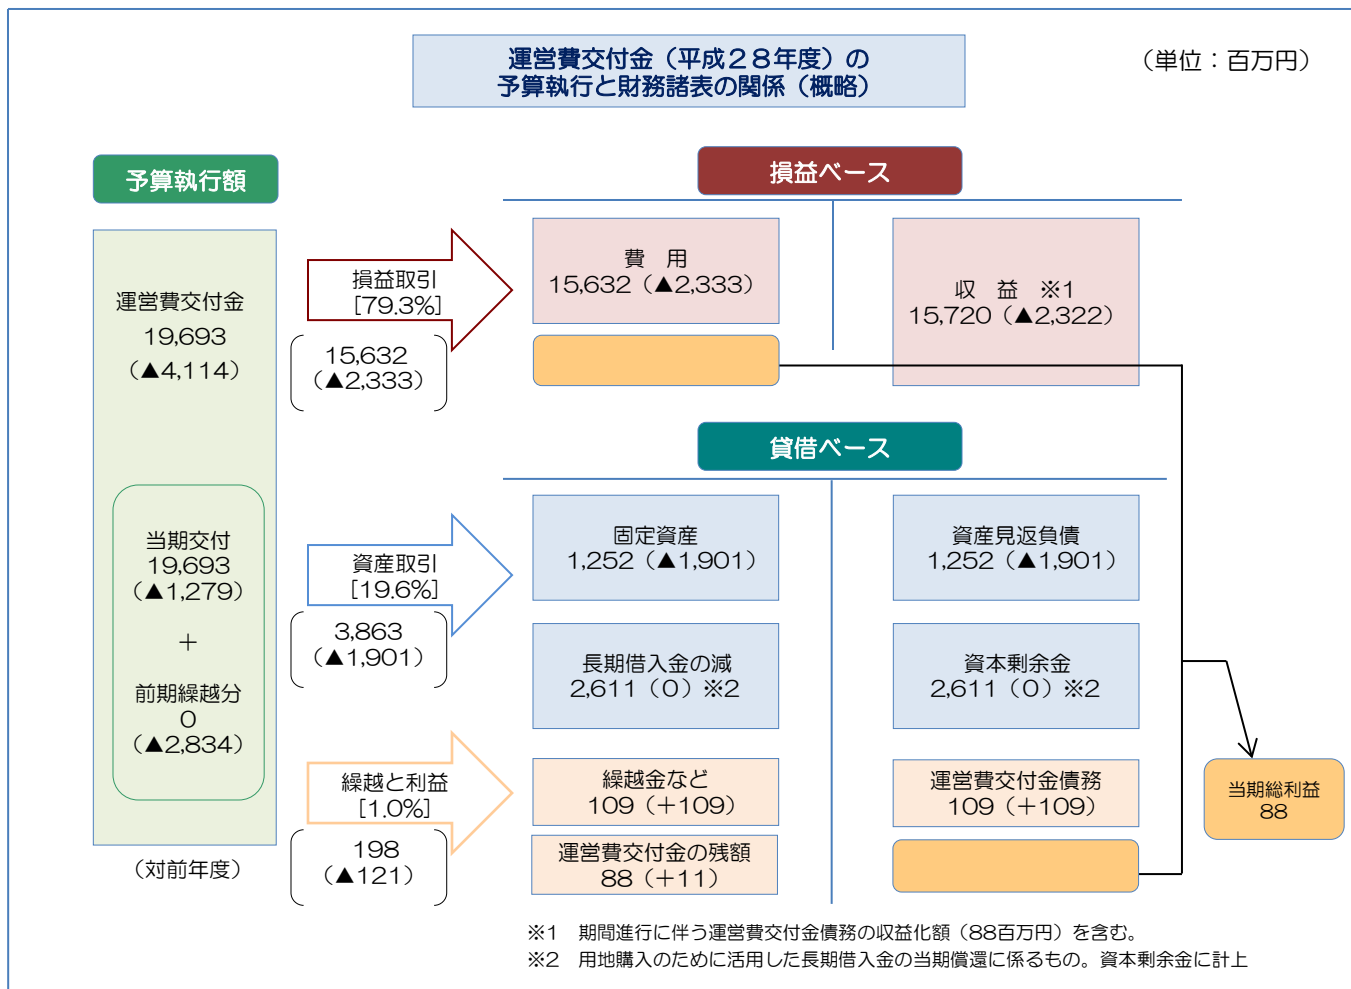 運営費交付金（平成２８年度）の
予算執行と財務諸表の関係（概略）
（単位：百万円）
予算執行額
運営費交付金
19,693
（▲4,114）
当期交付
19,693
（▲1,279）
＋
前期繰越分
0
（▲2,834）
（対前年度）
損益取引
[79.3%]
15,632
（▲2,333）
資産取引
[19.6%]
3,863
（▲1,901）
繰越と利益
[1.0%]
198
（▲121）
損益ベース
費　用
15,632（▲2,333）
収　益　※1
15,720（▲2,322）
貸借ベース
固定資産
1,252（▲1,901）
資産見返負債
1,252（▲1,901）
長期借入金の減
2,611（0）※2
資本剰余金
2,611（0）※2
繰越金など
109（＋109）
運営費交付金債務
109（＋109）
運営費交付金の残額
88（＋11）
当期総利益
88
※1　期間進行に伴う運営費交付金債務の収益化額（88百万円）を含む。
※2　用地購入のために活用した長期借入金の当期償還に係るもの。資本剰余金に計上